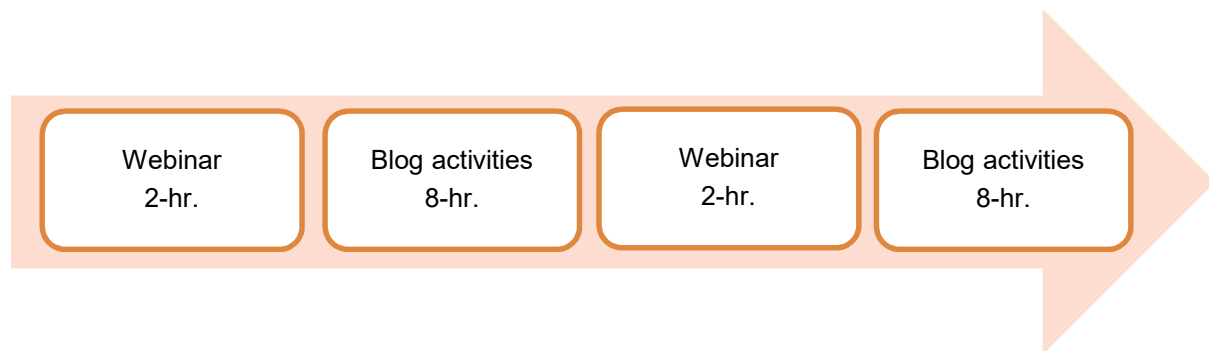 Webinar
2-hr.
Blog activities
8-hr.
Webinar
2-hr.
Blog activities
8-hr.